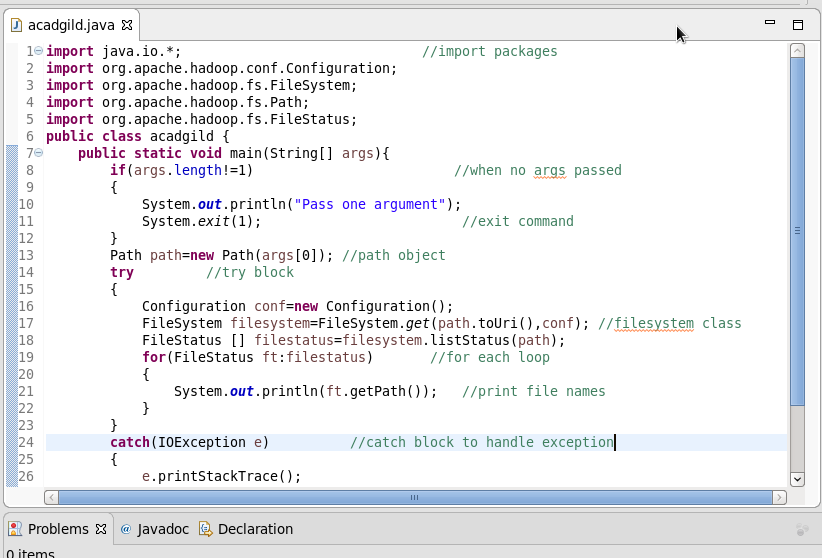 acadgild.java
1 import java.io.*; //import packages
2 import org.apache.hadoop.conf.Configuration;
3 import org.apache.hadoop.fs.FileSystem;
4 import org.apache.hadoop.fs.Path;
5 import org.apache.hadoop.fs.FileStatus;
6 public class acadgild {
7 public static void main(String[] args){
8 if(args.length!=1) //when no args passed
9 {
10 System.out.println("Pass one argument");
11 System.exit(1); //exit command
12 }
13 Path path=new Path(args[0]); //path object
14 try //try block
15 {
16 Configuration conf=new Configuration();
17 FileSystem filesystem=FileSystem.get(path.toUri(),conf); //filesystem class
18 FileStatus [] filestatus=filesystem.listStatus(path);
19 for(FileStatus ft:filestatus) //for each loop
20 {
21 System.out.println(ft.getPath()); //print file names
22 }
23 }
24 catch(IOException e) //catch block to handle exception
25 {
26 e.printStackTrace();
Problems @ Javadoc Declaration
0 items